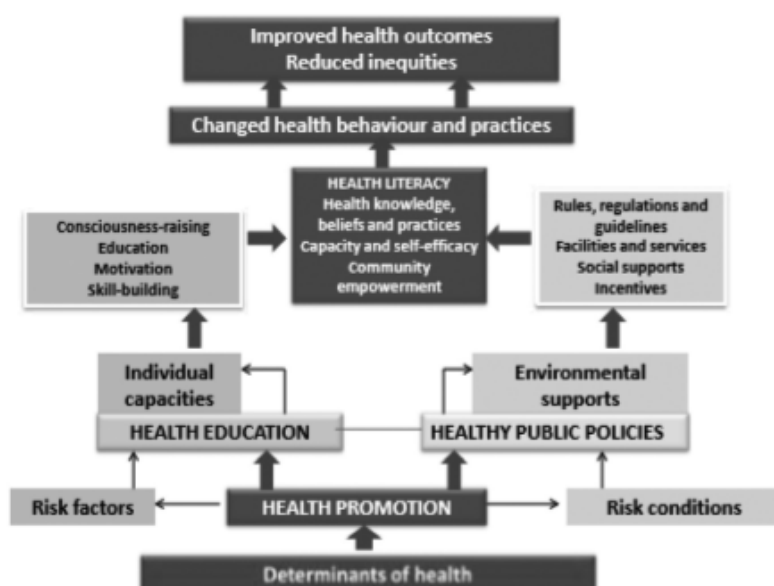 Improved health outcomes
Reduced inequities
Changed health behaviour and practices
HEALTH LITERACY
Health knowledge,
beliefs and practices
Capacity and self-efficacy
Community
empowerment
Consciousness-raising
Education
Motivation
Skill-building
Rules, regulations and
guidelines
Facilities and services
Social supports
Incentives
Individual
capacities
Environmental
supports
HEALTH EDUCATION
HEALTHY PUBLIC POLICIES
Risk factors
HEALTH PROMOTION
Risk conditions
Determinants of health